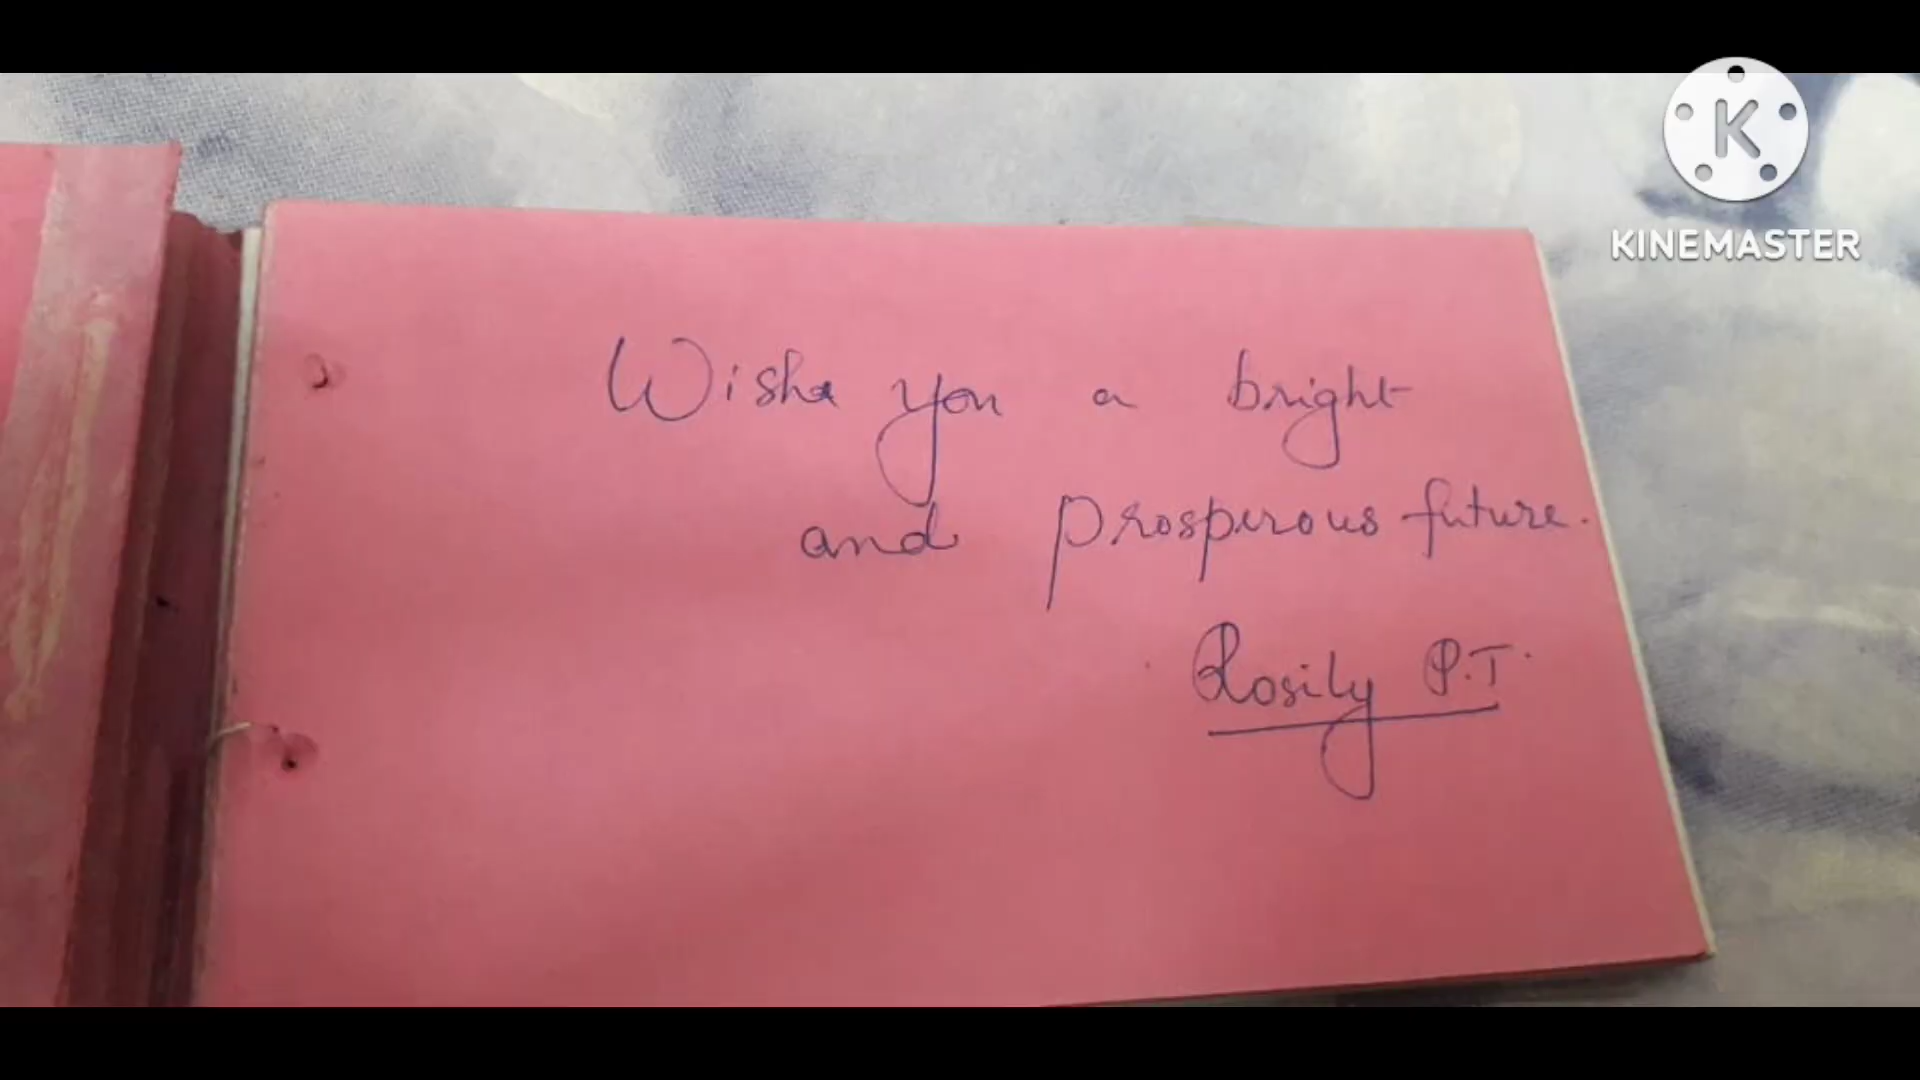 K
KINEMASTER
Wish you a bright
and prosperous future.
Rosily P.T.